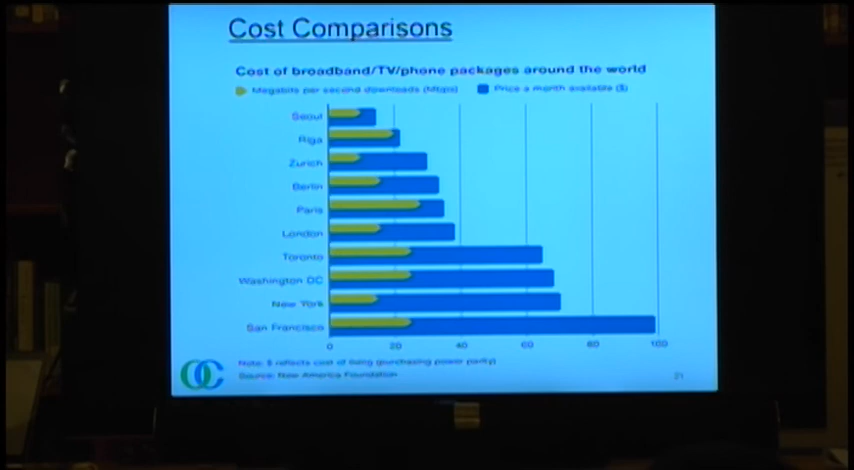 Cost Comparisons
Cost of broadband/TV/phone packages around the world
Megabits per second downloads (Mbps) Price a month available ($)
Seoul
Riga
Zurich
Berlin
Paris
London
Toronto
Washington DC
New York
San Francisco
0 20 40 60 80 100
Note: $ reflects cost of living (purchasing power parity)
Source: New America Foundation
OC
21